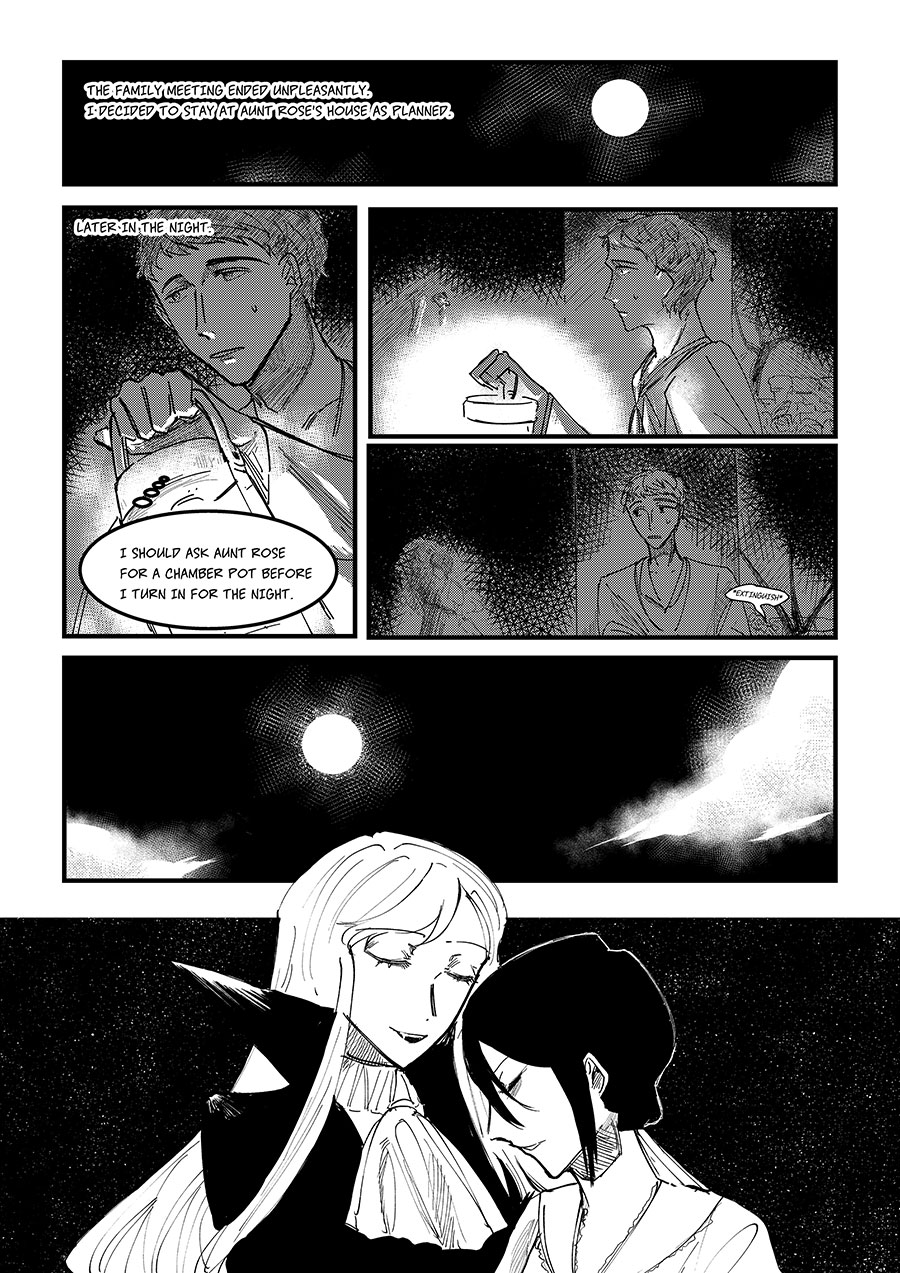 THE FAMILY MEETING ENDED UNPLEASANTLY.
I DECIDED TO STAY AT AUNT ROSE'S HOUSE AS PLANNED.
LATER IN THE NIGHT.
I SHOULD ASK AUNT ROSE
FOR A CHAMBER POT BEFORE
I TURN IN FOR THE NIGHT.
*EXTINGUISH*